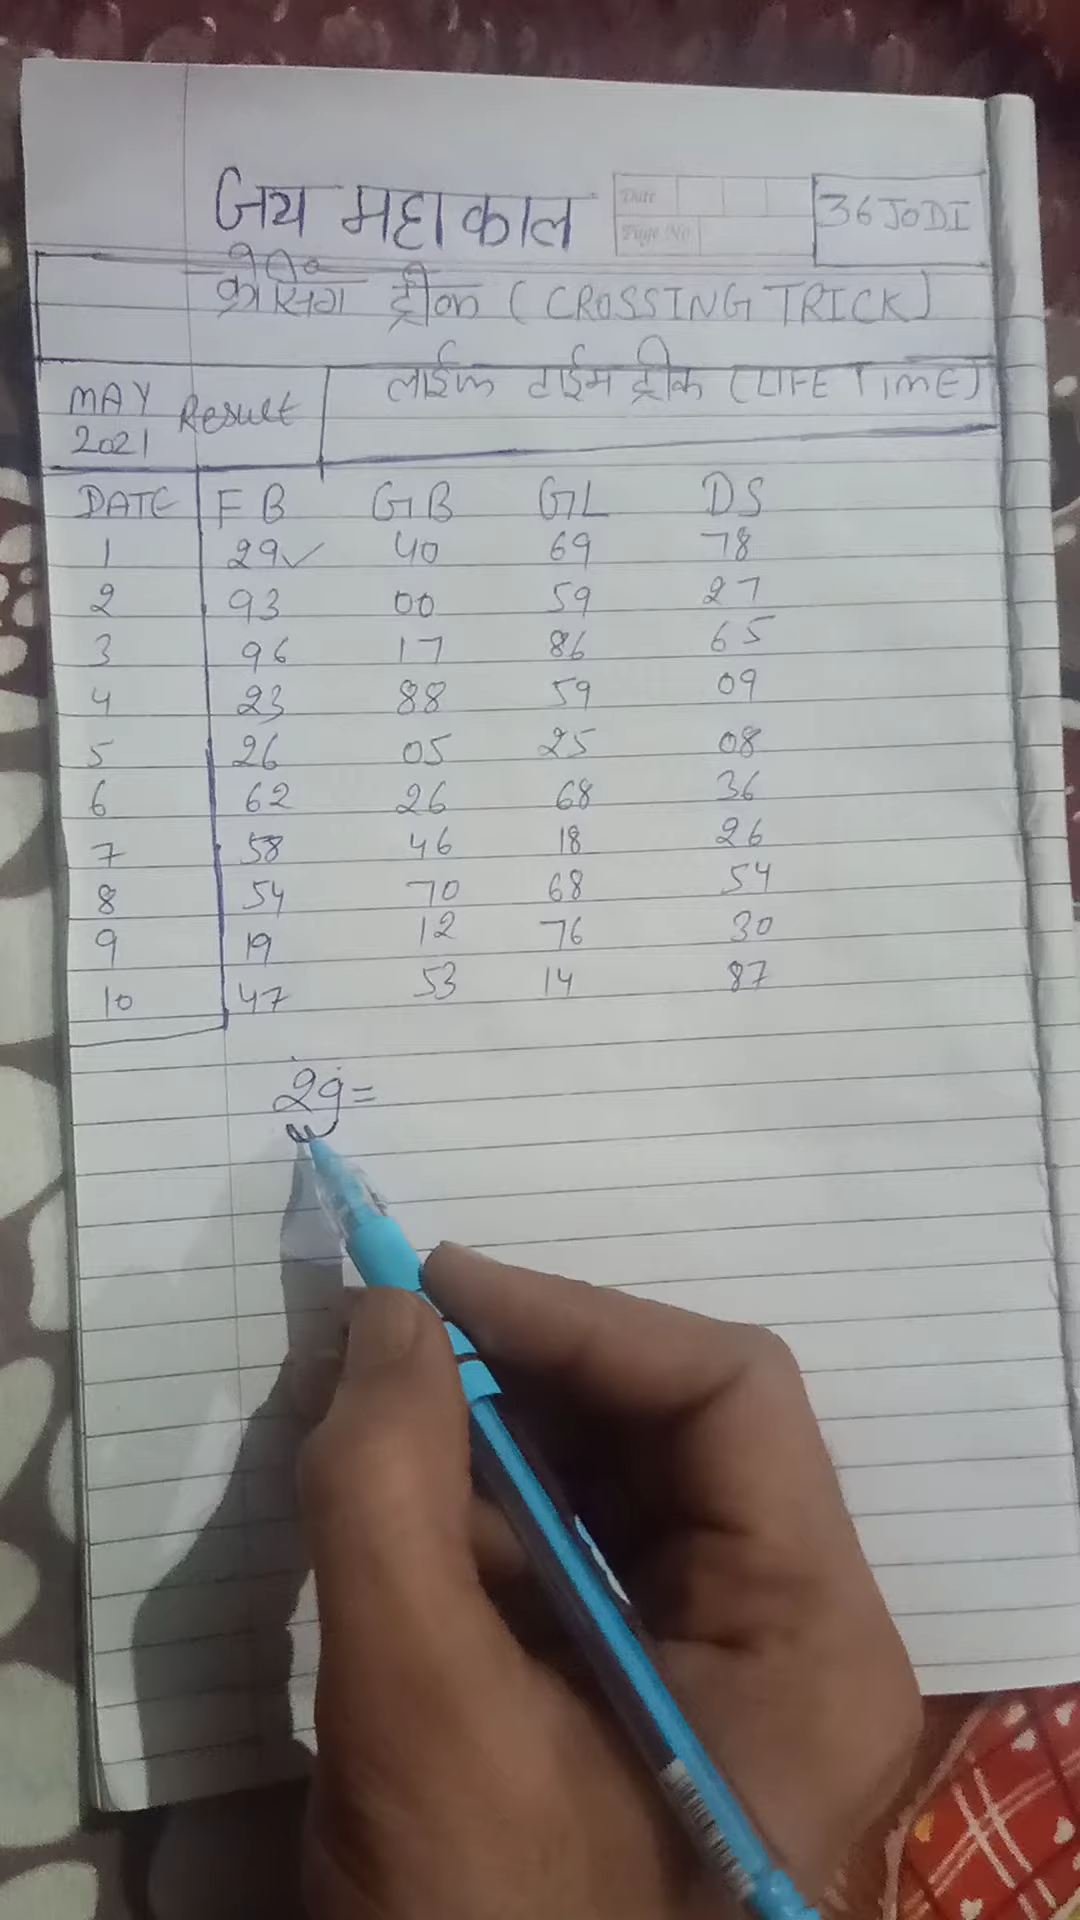 जय महाकाल
Date
Page No
36 JODI
क्रोसिंग ट्रीक (CROSSING TRICK)
MAY 2021 Result लाईफ टाईम ट्रीक (LIFE TIME)
DATE FB GB GL DS
1 29✓ 40 69 78
2 93 00 59 27
3 96 17 86 65
4 23 88 59 09
5 26 05 25 08
6 62 26 68 36
7 58 46 18 26
8 54 70 68 54
9 19 12 76 30
10 47 53 14 87
29=